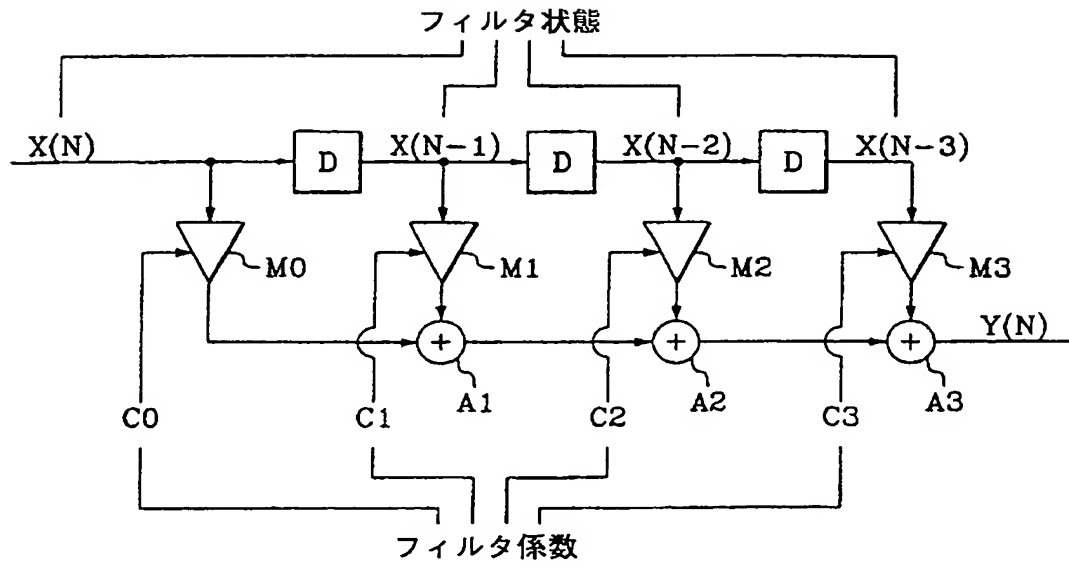 フィルタ状態
X(N) X(N-1) X(N-2) X(N-3)
D D D
M0 M1 M2 M3
+ + + Y(N)
A1 A2 A3
C0 C1 C2 C3
フィルタ係数